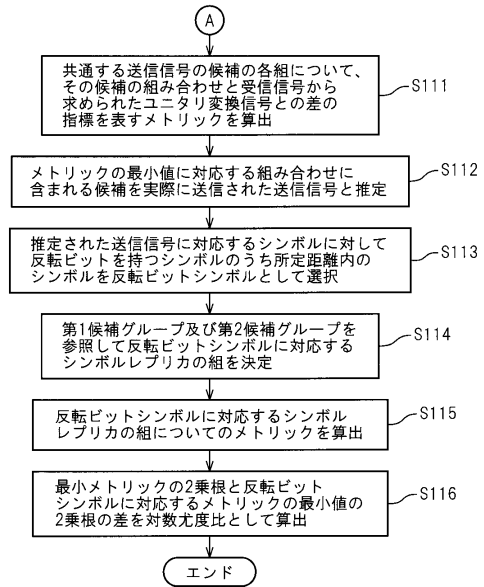 A
共通する送信信号の候補の各組について、
その候補の組み合わせと受信信号から
求められたユニタリ変換信号との差の
指標を表すメトリックを算出
S111
メトリックの最小値に対応する組み合わせに
含まれる候補を実際に送信された送信信号と推定
S112
推定された送信信号に対応するシンボルに対して
反転ビットを持つシンボルのうち所定距離内の
シンボルを反転ビットシンボルとして選択
S113
第1候補グループ及び第2候補グループを
参照して反転ビットシンボルに対応する
シンボルレプリカの組を決定
S114
反転ビットシンボルに対応するシンボル
レプリカの組についてのメトリックを算出
S115
最小メトリックの2乗根と反転ビット
シンボルに対応するメトリックの最小値の
2乗根の差を対数尤度比として算出
S116
エンド